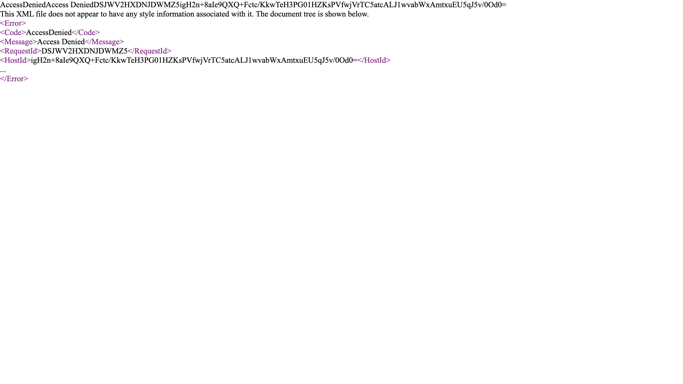 AccessDeniedAccess DeniedDSJWV2HXDNJDWMZ5igH2n+8aIe9QXQ+Fctc/KkwTeH3PG01HZKsPVfwjVrTC5atcALJ1wvabWxAmtxuEU5qJ5v/0Od0=
This XML file does not appear to have any style information associated with it. The document tree is shown below.
<Error>
<Code>AccessDenied</Code>
<Message>Access Denied</Message>
<RequestId>DSJWV2HXDNJDWMZ5</RequestId>
<HostId>igH2n+8aIe9QXQ+Fctc/KkwTeH3PG01HZKsPVfwjVrTC5atcALJ1wvabWxAmtxuEU5qJ5v/0Od0=</HostId>
...
</Error>